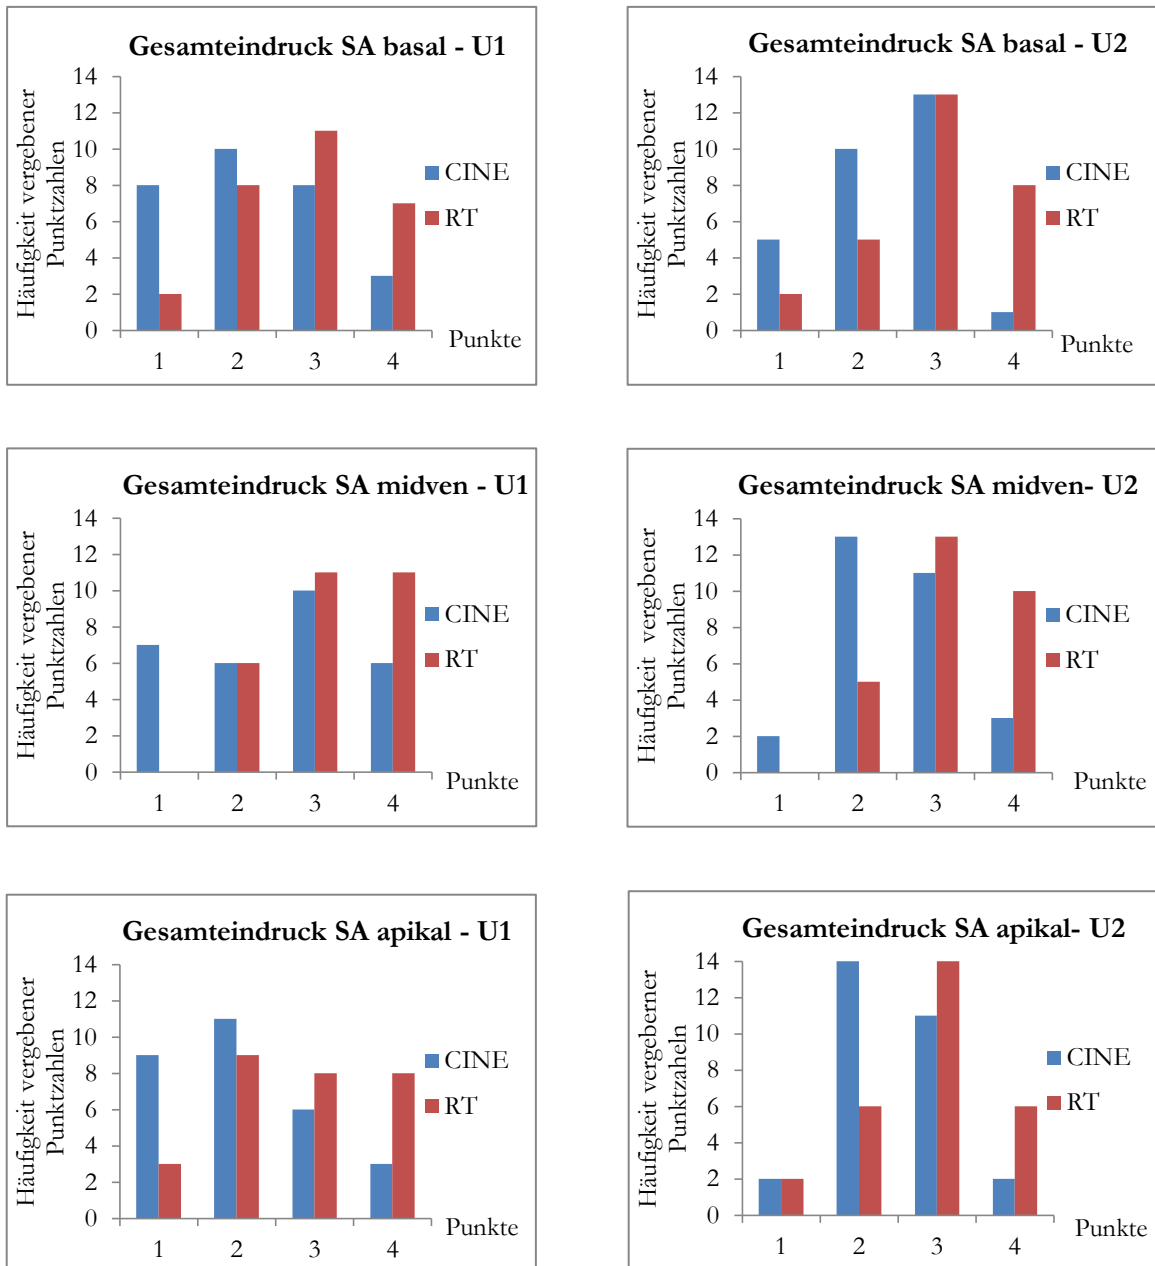 Gesamteindruck SA basal - U1
Häufigkeit vergebener
Punktzahlen
14
12
10
8
6
4
2
0
1 2 3 4
Punkte
CINE
RT
Gesamteindruck SA basal - U2
Häufigkeit vergebener
Punktzahlen
14
12
10
8
6
4
2
0
1 2 3 4
Punkte
CINE
RT
Gesamteindruck SA midven - U1
Häufigkeit vergebener
Punktzahlen
14
12
10
8
6
4
2
0
1 2 3 4
Punkte
CINE
RT
Gesamteindruck SA midven- U2
Häufigkeit vergebener
Punktzahlen
14
12
10
8
6
4
2
0
1 2 3 4
Punkte
CINE
RT
Gesamteindruck SA apikal - U1
Häufigkeit vergebener
Punktzahlen
14
12
10
8
6
4
2
0
1 2 3 4
Punkte
CINE
RT
Gesamteindruck SA apikal- U2
Häufigkeit vergeberner
Punktzaheln
14
12
10
8
6
4
2
0
1 2 3 4
Punkte
CINE
RT